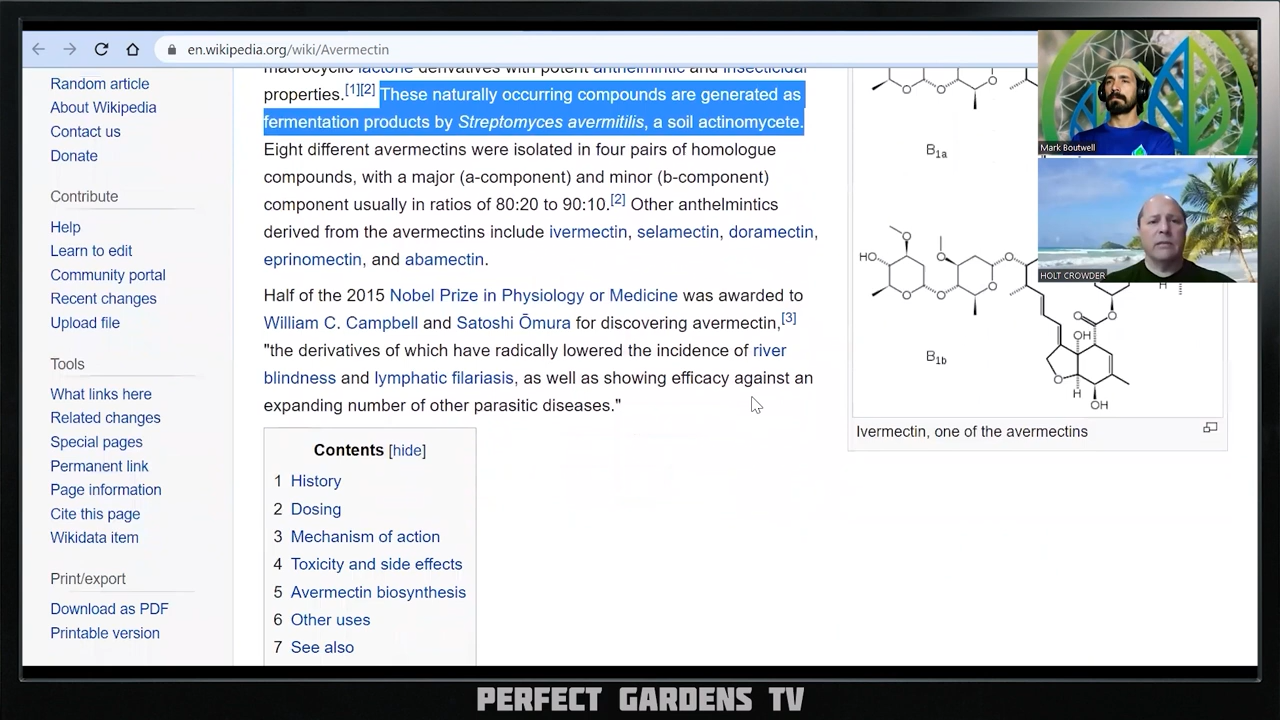 en.wikipedia.org/wiki/Avermectin
Random article
About Wikipedia
Contact us
Donate
Contribute
Help
Learn to edit
Community portal
Recent changes
Upload file
Tools
What links here
Related changes
Special pages
Permanent link
Page information
Cite this page
Wikidata item
Print/export
Download as PDF
Printable version
macrocyclic lactone derivatives with potent anthelmintic and insecticidal
properties.[1][2] These naturally occurring compounds are generated as
fermentation products by Streptomyces avermitilis, a soil actinomycete.
Eight different avermectins were isolated in four pairs of homologue
compounds, with a major (a-component) and minor (b-component)
component usually in ratios of 80:20 to 90:10.[2] Other anthelmintics
derived from the avermectins include ivermectin, selamectin, doramectin,
eprinomectin, and abamectin.
Half of the 2015 Nobel Prize in Physiology or Medicine was awarded to
William C. Campbell and Satoshi Ōmura for discovering avermectin,[3]
"the derivatives of which have radically lowered the incidence of river
blindness and lymphatic filariasis, as well as showing efficacy against an
expanding number of other parasitic diseases."
Contents [hide]
1 History
2 Dosing
3 Mechanism of action
4 Toxicity and side effects
5 Avermectin biosynthesis
6 Other uses
7 See also
O O
B1a
O O
HO O
O O O
O O
OH
O
H
OH
H
B1b
Ivermectin, one of the avermectins
Mark Boutwell
HOLT CROWDER
PERFECT GARDENS TV